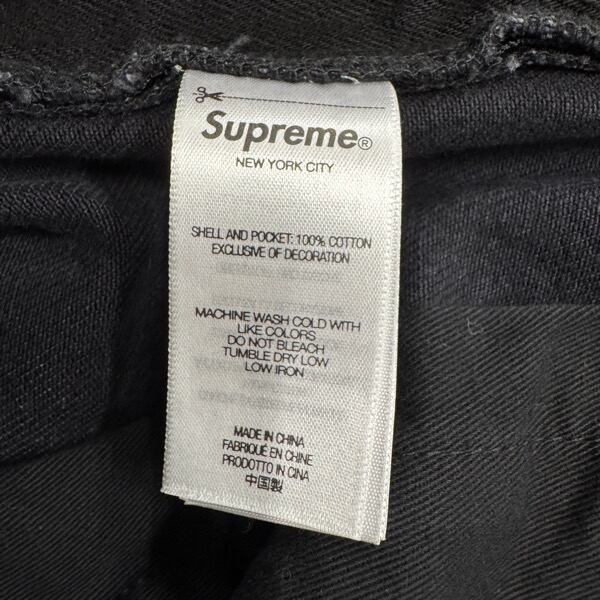 Supreme®
NEW YORK CITY
SHELL AND POCKET: 100% COTTON
EXCLUSIVE OF DECORATION
MACHINE WASH COLD WITH
LIKE COLORS
DO NOT BLEACH
TUMBLE DRY LOW
LOW IRON
MADE IN CHINA
FABRIQUÉ EN CHINE
PRODOTTO IN CINA
中国製